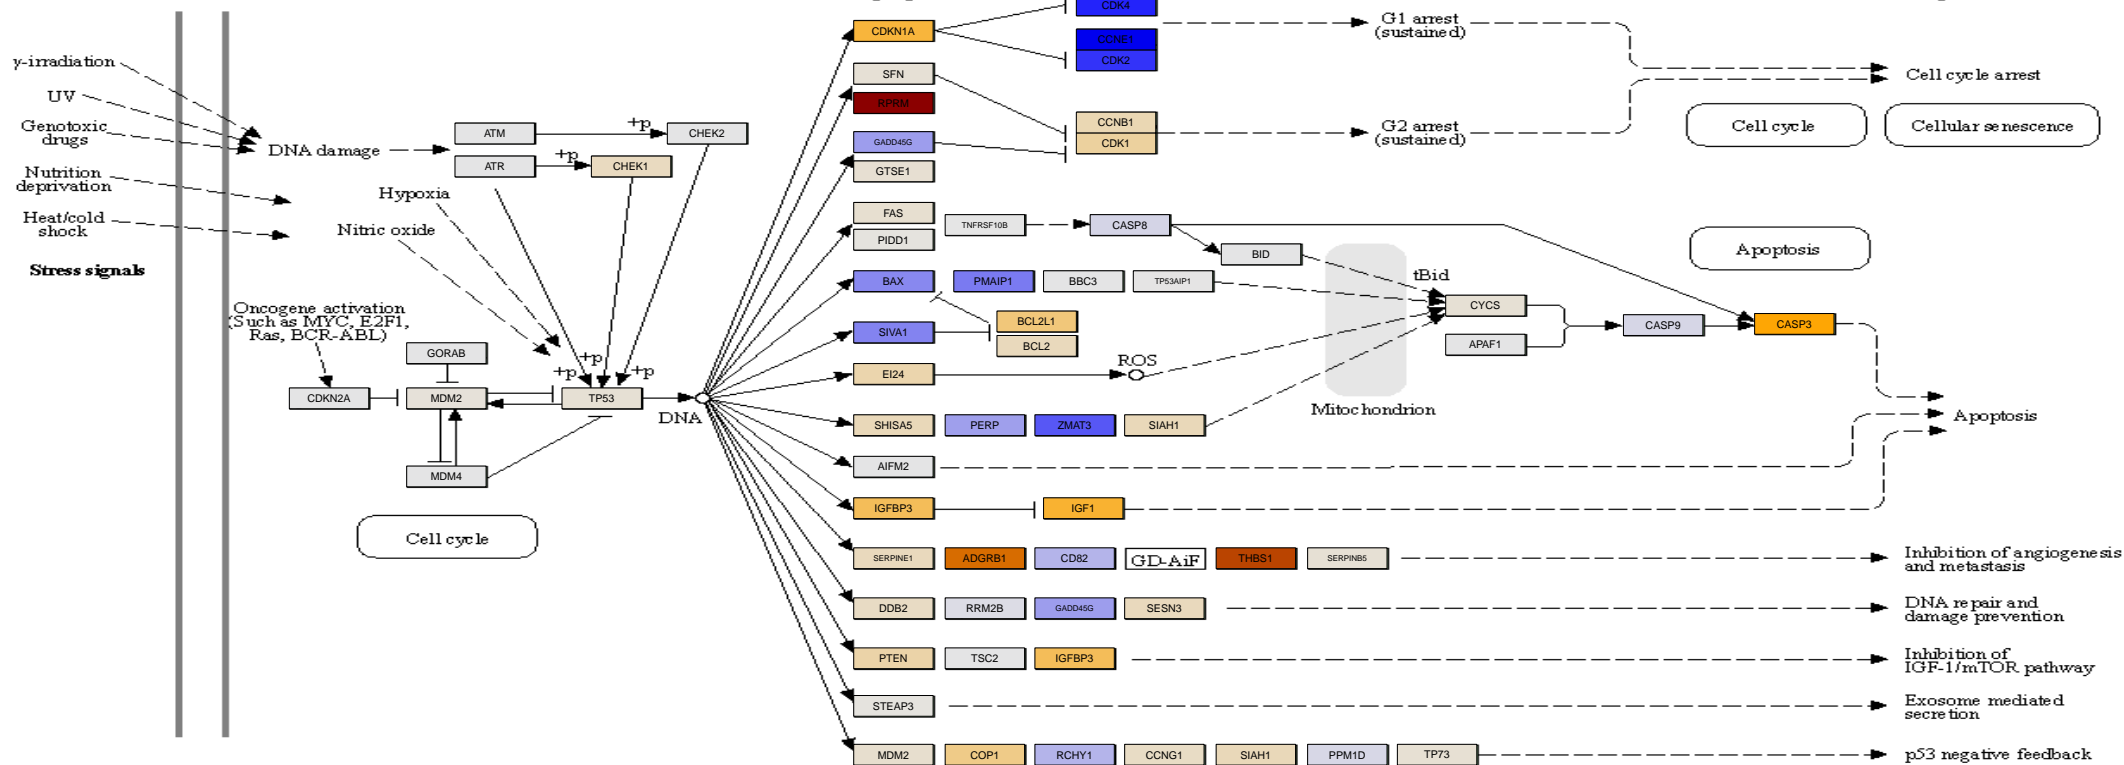 CDK4
CDKN1A
G1 arrest
(sustained)
CCNE1
CDK2
γ-irradiation
UV
Genotoxic
drugs
Nutrition
deprivation
Heat/cold
shock
Stress signals
DNA damage
ATM
+p
CHEK2
ATR
+p
CHEK1
Hypoxia
Nitric oxide
SFN
RPRM
GADD45G
GTSE1
CCNB1
CDK1
G2 arrest
(sustained)
Cell cycle arrest
Cell cycle
Cellular senescence
FAS
PIDD1
TNFRSF10B
CASP8
BID
Apoptosis
BAX
PMAIP1
BBC3
TP53AIP1
tBid
CYCS
SIVA1
BCL2L1
BCL2
APAF1
CASP9
CASP3
Oncogene activation
(Such as MYC, E2F1,
Ras, BCR-ABL)
GORAB
CDKN2A
MDM2
+p
+p
+p
TP53
DNA
MDM4
Cell cycle
EI24
ROS
Mitochondrion
SHISA5
PERP
ZMAT3
SIAH1
Apoptosis
AIFM2
IGFBP3
IGF1
SERPINE1
ADGRB1
CD82
GD-AiF
THBS1
SERPINB5
Inhibition of angiogenesis
and metastasis
DDB2
RRM2B
GADD45G
SESN3
DNA repair and
damage prevention
PTEN
TSC2
IGFBP3
Inhibition of
IGF-1/mTOR pathway
STEAP3
Exosome mediated
secretion
MDM2
COP1
RCHY1
CCNG1
SIAH1
PPM1D
TP73
p53 negative feedback